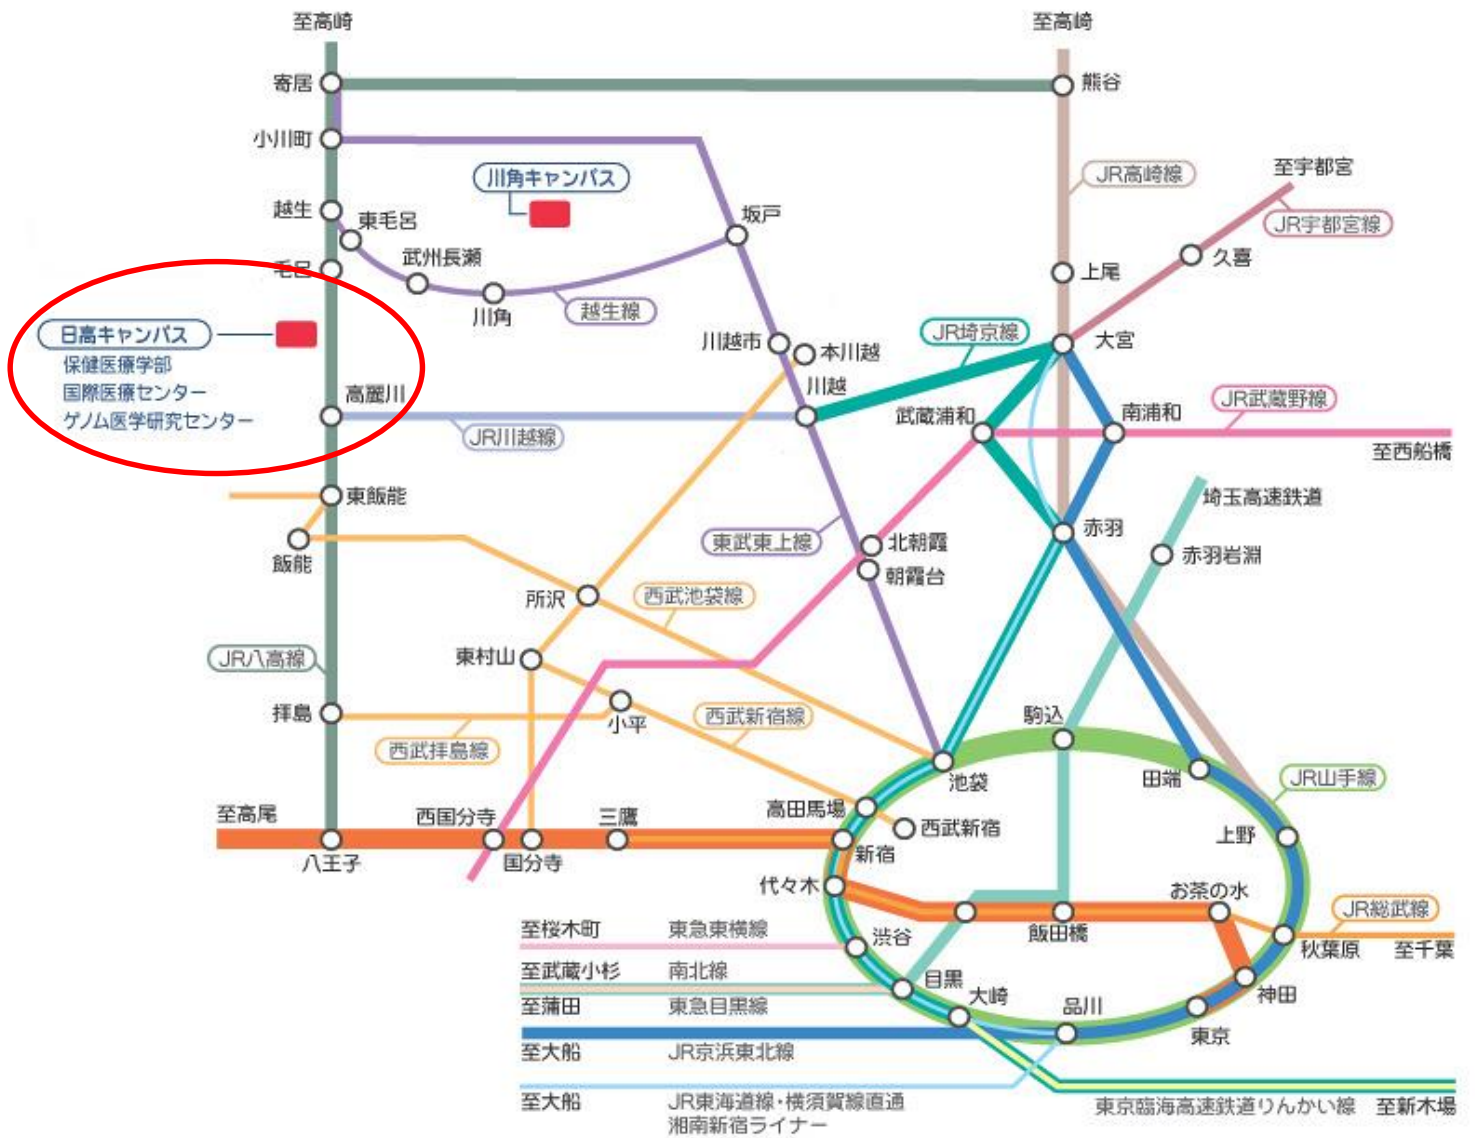 至高崎
至高崎
寄居
熊谷
小川町
川角キャンパス
JR高崎線
至宇都宮
越生
東毛呂
坂戸
JR宇都宮線
武州長瀬
久喜
毛呂
上尾
川角
越生線
日高キャンパス
保健医療学部
国際医療センター
ゲノム医学研究センター
川越市
本川越
JR埼京線
大宮
高麗川
川越
武蔵浦和
南浦和
JR武蔵野線
JR川越線
至西船橋
東飯能
埼玉高速鉄道
飯能
東武東上線
北朝霞
赤羽
赤羽岩淵
朝霞台
所沢
西武池袋線
JR八高線
東村山
拝島
小平
西武新宿線
駒込
西武拝島線
池袋
田端
JR山手線
至高尾
西国分寺
三鷹
高田馬場
西武新宿
上野
八王子
国分寺
新宿
代々木
お茶の水
JR総武線
飯田橋
至桜木町 東急東横線
渋谷
秋葉原 至千葉
至武蔵小杉 南北線
目黒
大崎
品川
神田
至蒲田 東急目黒線
東京
至大船 JR京浜東北線
至大船 JR東海道線・横須賀線直通
湘南新宿ライナー
東京臨海高速鉄道りんかい線 至新木場